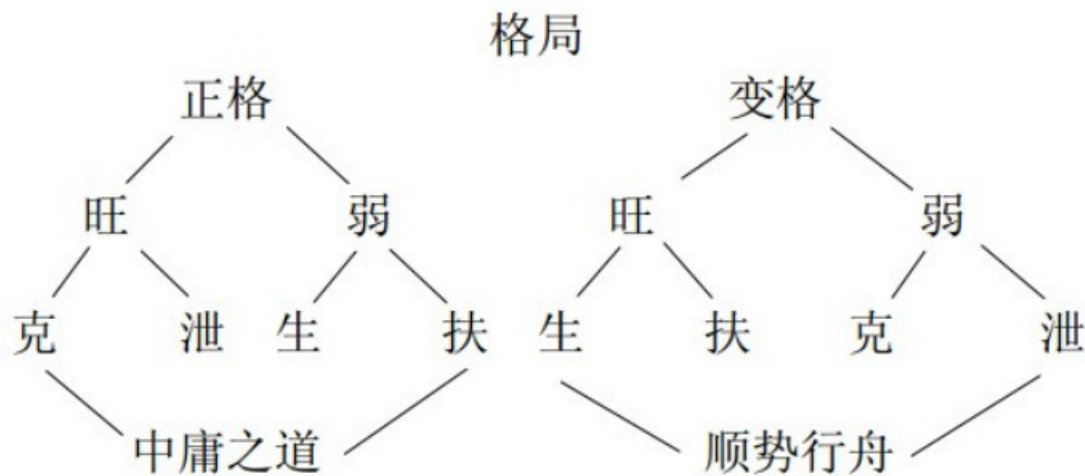 格局
正格 变格
旺 弱 旺 弱
克 泄 生 扶 生 扶 克 泄
中庸之道 顺势行舟